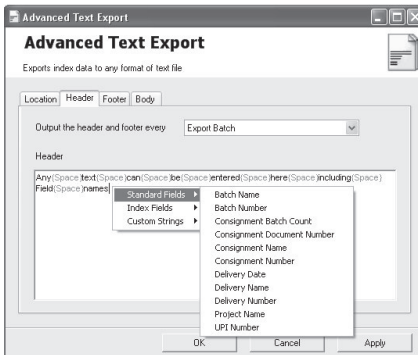 Advanced Text Export
Advanced Text Export
Exports index data to any format of text file
Location Header Footer Body
Output the header and footer every Export Batch
Header
Any(Space)text(Space)can(Space)be(Space)entered(Space)here(Space)including(Space)
Field(Space)names
Standard Fields
Index Fields
Custom Strings
Batch Name
Batch Number
Consignment Batch Count
Consignment Document Number
Consignment Name
Consignment Number
Delivery Date
Delivery Name
Delivery Number
Project Name
UPI Number
OK Cancel Apply